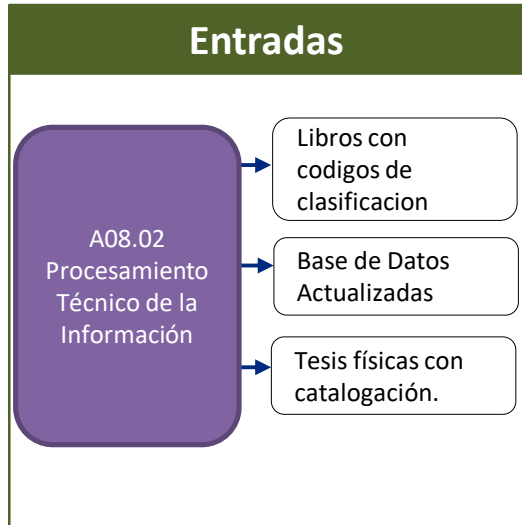 Entradas
A08.02
Procesamiento
Técnico de la
Información
Libros con
codigos de
clasificacion
Base de Datos
Actualizadas
Tesis físicas con
catalogación.